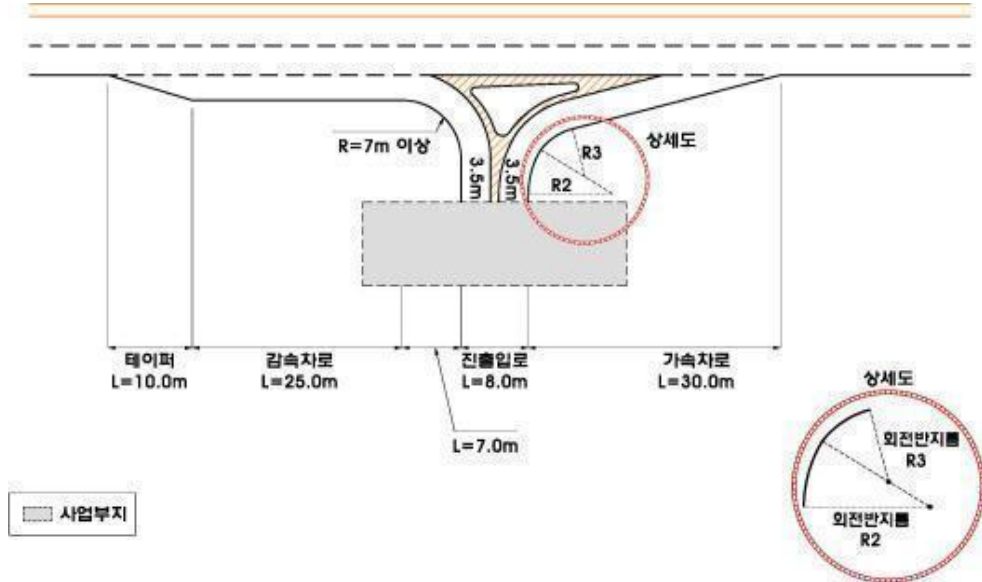 상세도
R=7m 이상
R3
R2
3.5m
3.5m
테이퍼
L=10.0m
감속차로
L=25.0m
진출입로
L=8.0m
가속차로
L=30.0m
L=7.0m
상세도
회전반지름
R3
회전반지름
R2
사업부지